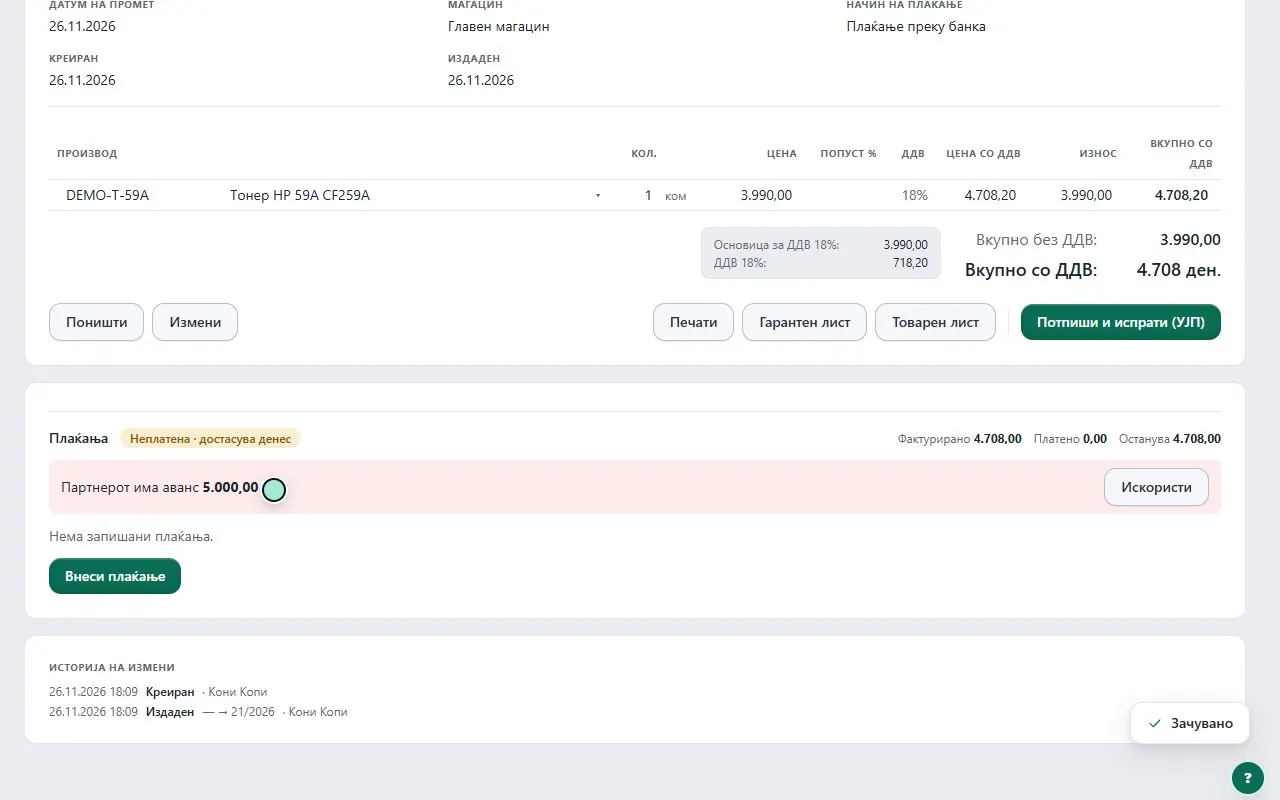 ДАТУМ НА ПРОМЕТ МАГАЦИН НАЧИН НА ПЛАЌАЊЕ
26.11.2026 Главен магацин Плаќање преку банка
КРЕИРАН ИЗДАДЕН
26.11.2026 26.11.2026
ПРОИЗВОД КОЛ. ЦЕНА ПОПУСТ % ДДВ ЦЕНА СО ДДВ ИЗНОС ВКУПНО СО ДДВ
DEMO-T-59A Тонер HP 59A CF259A 1 ком 3.990,00 18% 4.708,20 3.990,00 4.708,20
Основица за ДДВ 18%: 3.990,00
ДДВ 18%: 718,20
Вкупно без ДДВ: 3.990,00
Вкупно со ДДВ: 4.708 ден.
Поништи Измени Печати Гарантен лист Товарен лист Потпиши и испрати (УЈП)
Плаќања Неплатена · достасува денес Фактурирано 4.708,00 Платено 0,00 Останува 4.708,00
Партнерот има аванс 5.000,00 Искористи
Нема запишани плаќања.
Внеси плаќање
ИСТОРИЈА НА ИЗМЕНИ
26.11.2026 18:09 Креиран · Кони Копи
26.11.2026 18:09 Издаден — → 21/2026 · Кони Копи
Зачувано
?